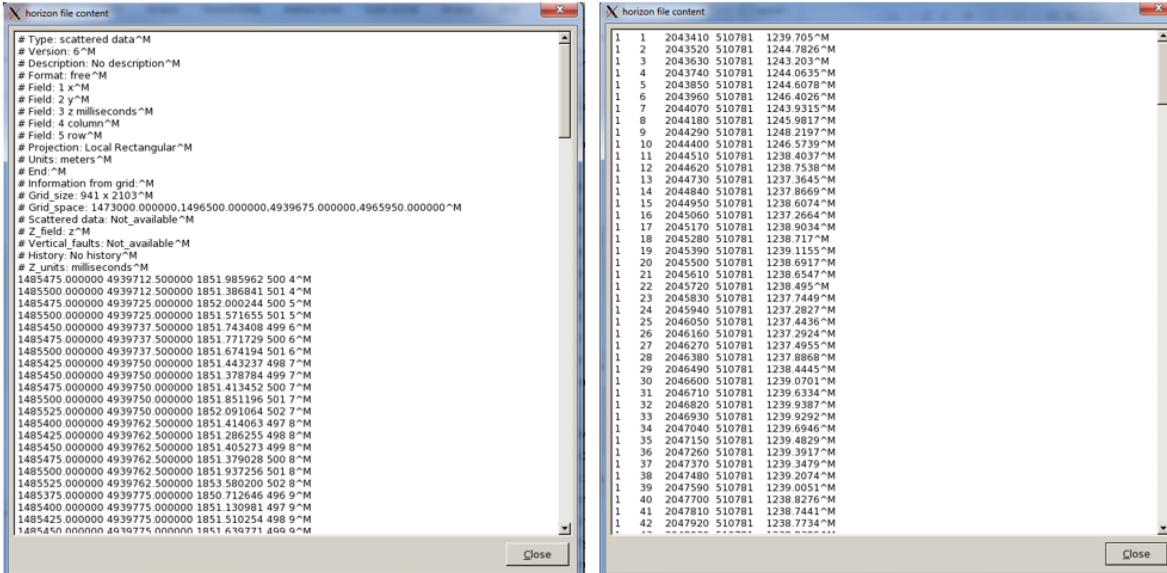 horizon file content
# Type: scattered data^M
# Version: 6^M
# Description: No description^M
# Format: free^M
# Field: 1 x^M
# Field: 2 y^M
# Field: 3 z milliseconds^M
# Field: 4 column^M
# Field: 5 row^M
# Projection: Local Rectangular^M
# Units: meters^M
# End:^M
# Information from grid:^M
# Grid_size: 941 x 2103^M
# Grid_space: 1473000.000000,1496500.000000,4939675.000000,4965950.000000^M
# Scattered data: Not_available^M
# Z_field: z^M
# Vertical_faults: Not_available^M
# History: No history^M
# Z_units: milliseconds^M
1485475.000000 4939712.500000 1851.985962 500 4^M
1485500.000000 4939712.500000 1851.386841 501 4^M
1485475.000000 4939725.000000 1852.000244 500 5^M
1485500.000000 4939725.000000 1851.571655 501 5^M
1485450.000000 4939737.500000 1851.743408 499 6^M
1485475.000000 4939737.500000 1851.771729 500 6^M
1485500.000000 4939737.500000 1851.674194 501 6^M
1485425.000000 4939750.000000 1851.443237 498 7^M
1485450.000000 4939750.000000 1851.378784 499 7^M
1485475.000000 4939750.000000 1851.413452 500 7^M
1485500.000000 4939750.000000 1851.851196 501 7^M
1485525.000000 4939750.000000 1852.091064 502 7^M
1485400.000000 4939762.500000 1851.414063 497 8^M
1485425.000000 4939762.500000 1851.286255 498 8^M
1485450.000000 4939762.500000 1851.405273 499 8^M
1485475.000000 4939762.500000 1851.379028 500 8^M
1485500.000000 4939762.500000 1851.937256 501 8^M
1485525.000000 4939762.500000 1853.580200 502 8^M
1485375.000000 4939775.000000 1850.712646 496 9^M
1485400.000000 4939775.000000 1851.130981 497 9^M
1485425.000000 4939775.000000 1851.510254 498 9^M
1485450.000000 4939775.000000 1851.639771 499 9^M
Close
horizon file content
1 1 2043410 510781 1239.705^M
1 2 2043520 510781 1244.7826^M
1 3 2043630 510781 1243.203^M
1 4 2043740 510781 1244.0635^M
1 5 2043850 510781 1244.6078^M
1 6 2043960 510781 1246.4026^M
1 7 2044070 510781 1243.9315^M
1 8 2044180 510781 1245.9817^M
1 9 2044290 510781 1248.2197^M
1 10 2044400 510781 1246.5739^M
1 11 2044510 510781 1238.4037^M
1 12 2044620 510781 1238.7538^M
1 13 2044730 510781 1237.3645^M
1 14 2044840 510781 1237.8669^M
1 15 2044950 510781 1238.6074^M
1 16 2045060 510781 1237.2664^M
1 17 2045170 510781 1238.9034^M
1 18 2045280 510781 1238.717^M
1 19 2045390 510781 1239.1155^M
1 20 2045500 510781 1238.6917^M
1 21 2045610 510781 1238.6547^M
1 22 2045720 510781 1238.495^M
1 23 2045830 510781 1237.7449^M
1 24 2045940 510781 1237.2827^M
1 25 2046050 510781 1237.4436^M
1 26 2046160 510781 1237.2924^M
1 27 2046270 510781 1237.4955^M
1 28 2046380 510781 1237.8868^M
1 29 2046490 510781 1238.4445^M
1 30 2046600 510781 1239.0701^M
1 31 2046710 510781 1239.6334^M
1 32 2046820 510781 1239.9387^M
1 33 2046930 510781 1239.9292^M
1 34 2047040 510781 1239.6946^M
1 35 2047150 510781 1239.4829^M
1 36 2047260 510781 1239.3917^M
1 37 2047370 510781 1239.3479^M
1 38 2047480 510781 1239.2074^M
1 39 2047590 510781 1239.0051^M
1 40 2047700 510781 1238.8276^M
1 41 2047810 510781 1238.7441^M
1 42 2047920 510781 1238.7734^M
Close